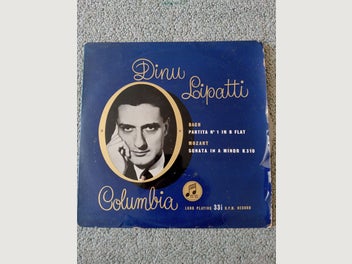 Dinu
Lipatti
BACH
PARTITA Nº 1 IN B FLAT
MOZART
SONATA IN A MINOR K.310
Columbia
LONG PLAYING 33⅓ R.P.M. RECORD